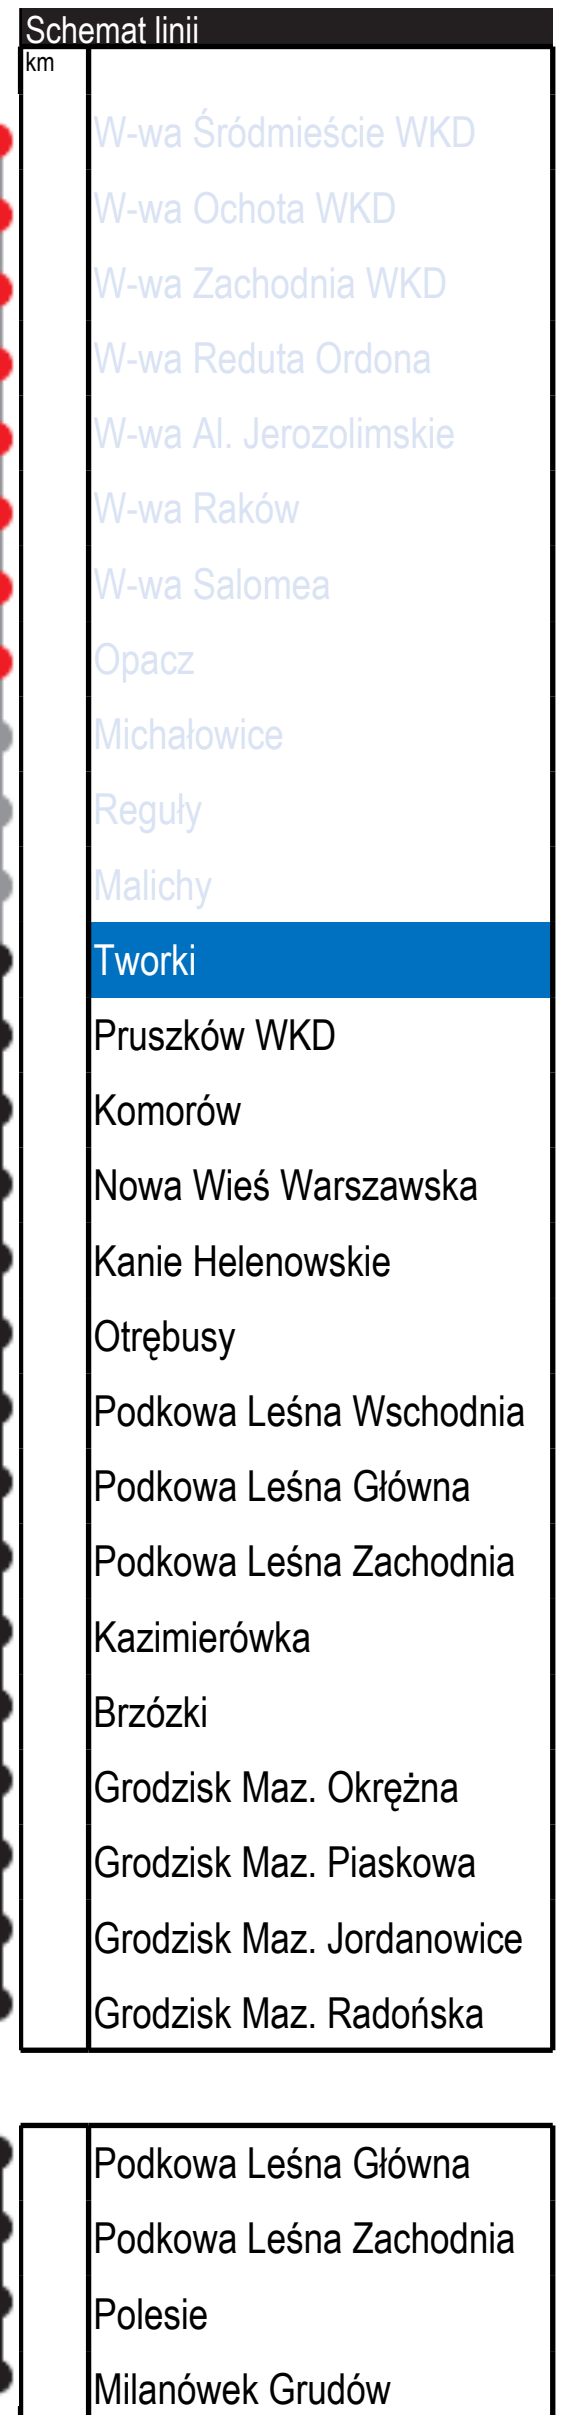 Schemat linii
km
W-wa Śródmieście WKD
W-wa Ochota WKD
W-wa Zachodnia WKD
W-wa Reduta Ordona
W-wa Al. Jerozolimskie
W-wa Raków
W-wa Salomea
Opacz
Michałowice
Reguły
Malichy
Tworki
Pruszków WKD
Komorów
Nowa Wieś Warszawska
Kanie Helenowskie
Otrębusy
Podkowa Leśna Wschodnia
Podkowa Leśna Główna
Podkowa Leśna Zachodnia
Kazimierówka
Brzózki
Grodzisk Maz. Okrężna
Grodzisk Maz. Piaskowa
Grodzisk Maz. Jordanowice
Grodzisk Maz. Radońska
Podkowa Leśna Główna
Podkowa Leśna Zachodnia
Polesie
Milanówek Grudów